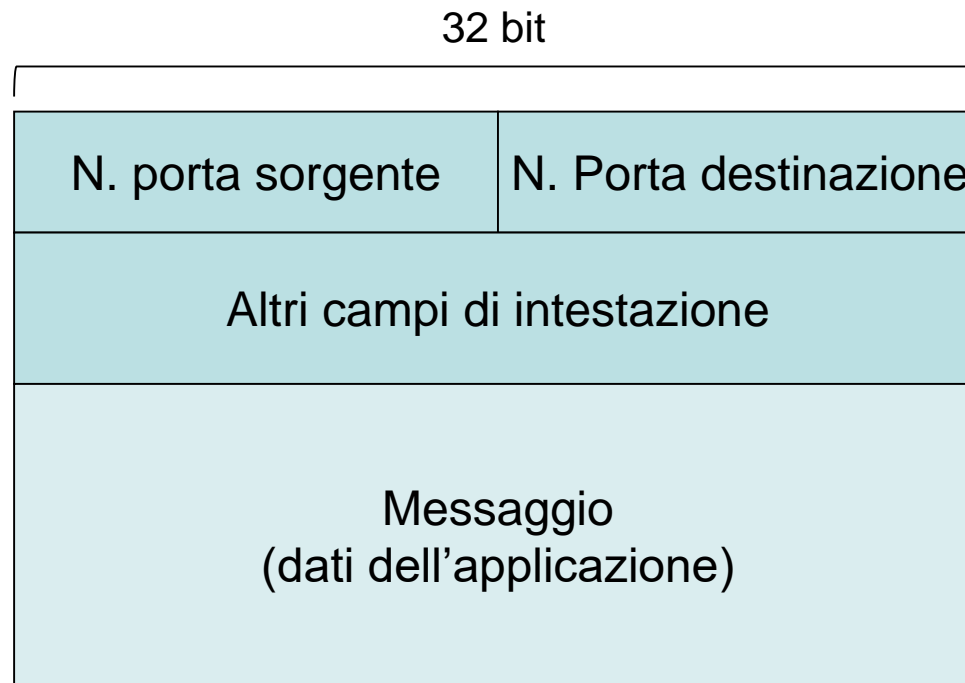 32 bit
N. porta sorgente
N. Porta destinazione
Altri campi di intestazione
Messaggio
(dati dell’applicazione)